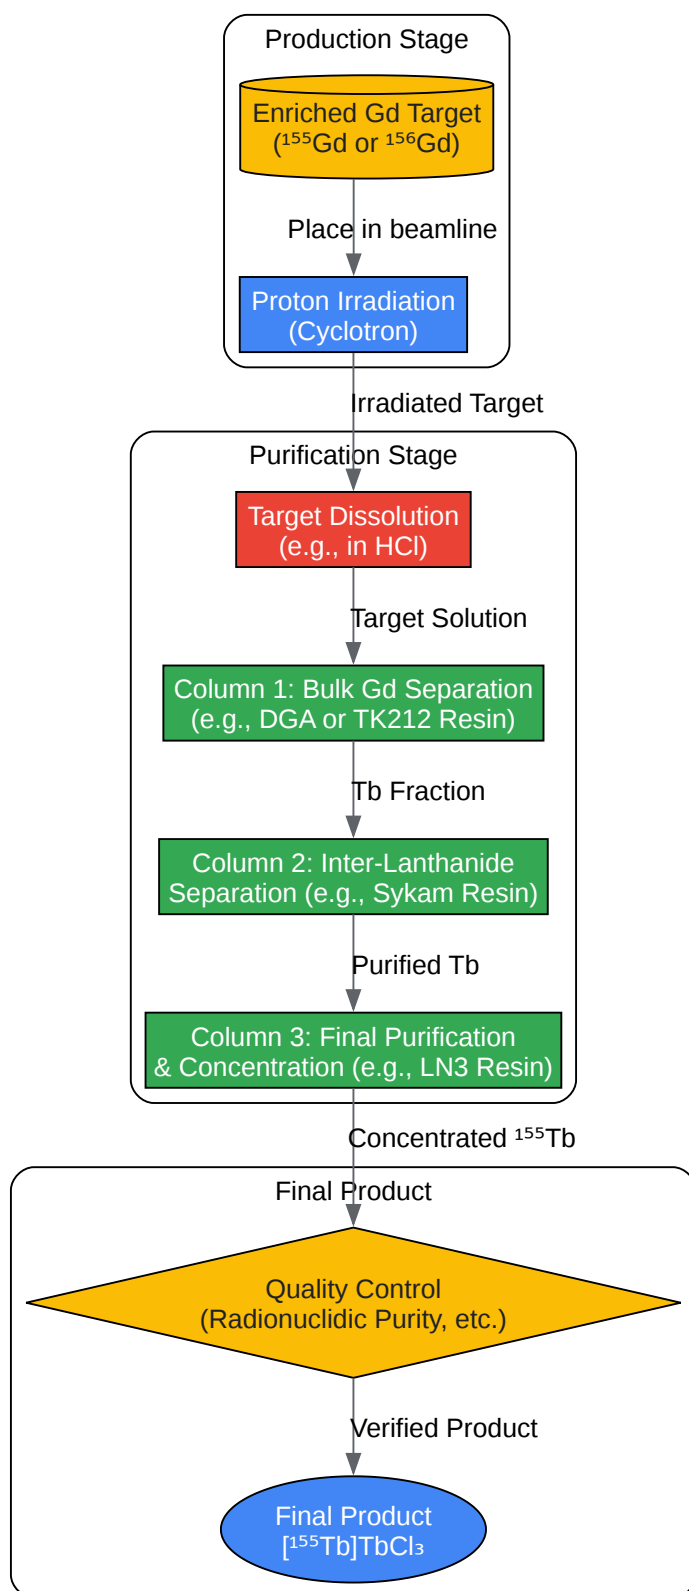 Production Stage
Enriched Gd Target
(¹⁵⁵Gd or ¹⁵⁶Gd)
Place in beamline
Proton Irradiation
(Cyclotron)
Irradiated Target
Purification Stage
Target Dissolution
(e.g., in HCl)
Target Solution
Column 1: Bulk Gd Separation
(e.g., DGA or TK212 Resin)
Tb Fraction
Column 2: Inter-Lanthanide
Separation (e.g., Sykam Resin)
Purified Tb
Column 3: Final Purification
& Concentration (e.g., LN3 Resin)
Concentrated ¹⁵⁵Tb
Final Product
Quality Control
(Radionuclidic Purity, etc.)
Verified Product
Final Product
[¹⁵⁵Tb]TbCl₃